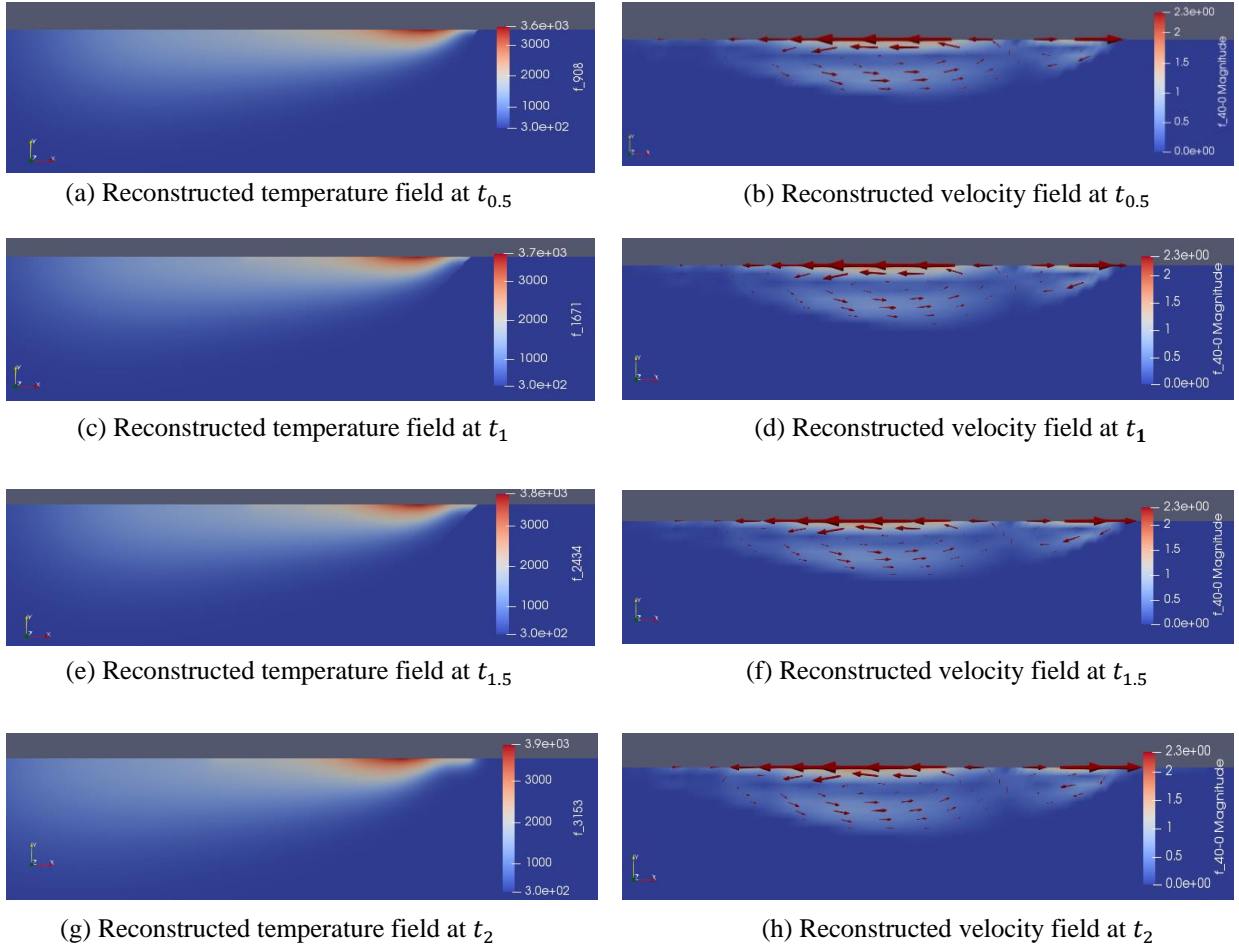 3.6e+03
3000
2000
1000
3.0e+02
f_908
2.3e+00
2
1.5
1
0.5
0.0e+00
f_40-0 Magnitude
(a) Reconstructed temperature field at t0.5
(b) Reconstructed velocity field at t0.5
3.7e+03
3000
2000
1000
3.0e+02
f_1671
2.3e+00
2
1.5
1
0.5
0.0e+00
f_40-0 Magnitude
(c) Reconstructed temperature field at t1
(d) Reconstructed velocity field at t1
3.8e+03
3000
2000
1000
3.0e+02
f_2434
2.3e+00
2
1.5
1
0.5
0.0e+00
f_40-0 Magnitude
(e) Reconstructed temperature field at t1.5
(f) Reconstructed velocity field at t1.5
3.9e+03
3000
2000
1000
3.0e+02
f_3153
2.3e+00
2
1.5
1
0.5
0.0e+00
f_40-0 Magnitude
(g) Reconstructed temperature field at t2
(h) Reconstructed velocity field at t2